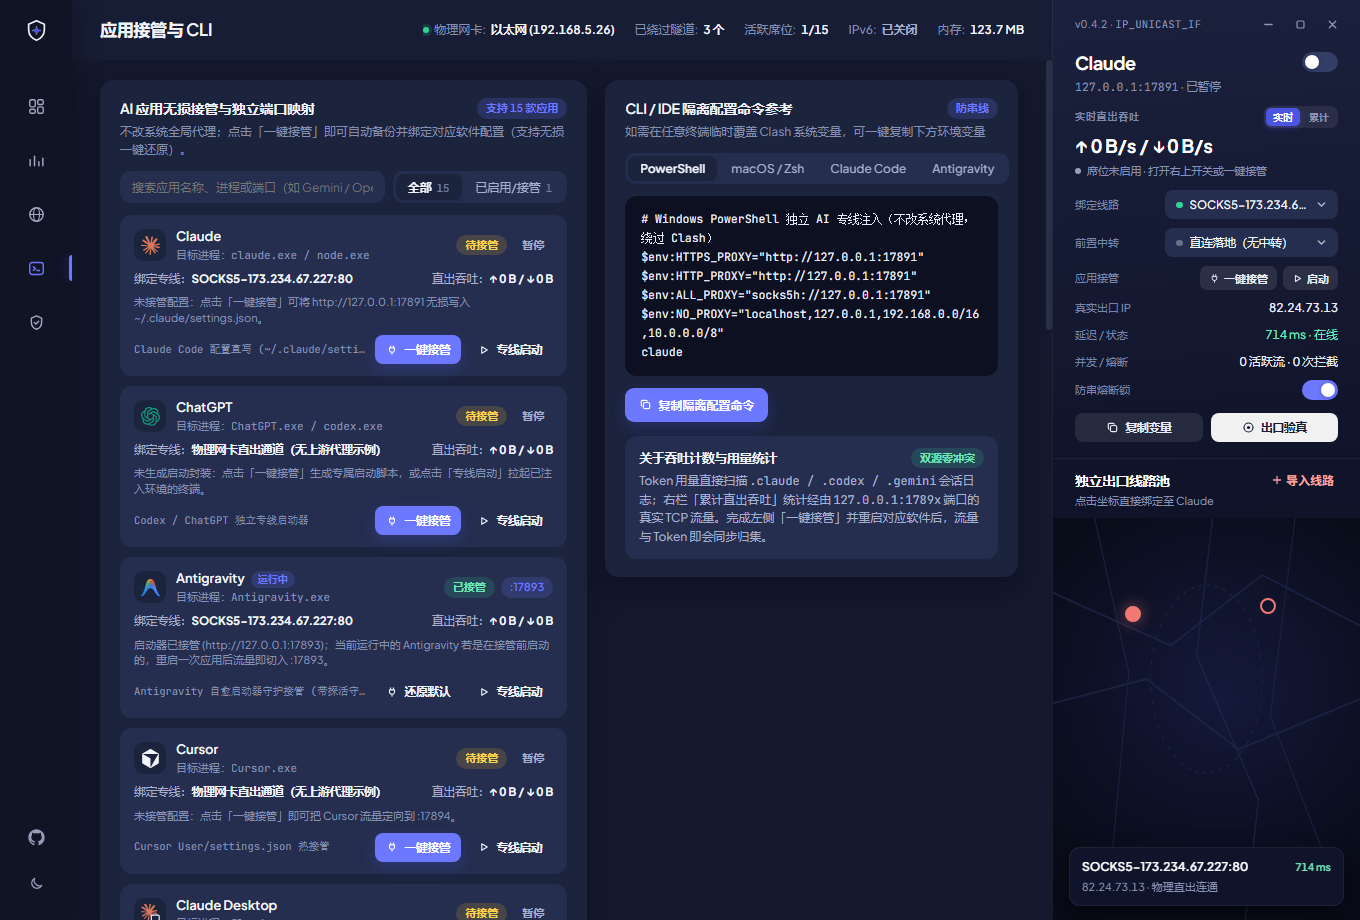 应用接管与 CLI
物理网卡: 以太网 (192.168.5.26)
已绕过隧道: 3 个
活跃席位: 1/15
IPv6: 已关闭
内存: 123.7 MB
AI 应用无损接管与独立端口映射
支持 15 款应用
不改系统全局代理；点击「一键接管」即可自动备份并绑定对应软件配置（支持无损
一键还原）。
搜索应用名称、进程或端口（如 Gemini / Ope
全部 15
已启用/接管 1
Claude
目标进程: claude.exe / node.exe
待接管
暂停
绑定专线: SOCKS5-173.234.67.227:80
直出吞吐: ↑ 0 B / ↓ 0 B
未接管配置：点击「一键接管」可将 http://127.0.0.1:17891 无损写入
~/.claude/settings.json。
Claude Code 配置直写 (~/.claude/setti…
一键接管
专线启动
ChatGPT
目标进程: ChatGPT.exe / codex.exe
待接管
暂停
绑定专线: 物理网卡直出通道（无上游代理示例)
直出吞吐: ↑ 0 B / ↓ 0 B
未生成启动封装：点击「一键接管」生成专属启动脚本，或点击「专线启动」拉起已注
入环境的终端。
Codex / ChatGPT 独立专线启动器
一键接管
专线启动
Antigravity 运行中
目标进程: Antigravity.exe
已接管
:17893
绑定专线: SOCKS5-173.234.67.227:80
直出吞吐: ↑ 0 B / ↓ 0 B
启动器已接管 (http://127.0.0.1:17893)；当前运行中的 Antigravity 若是在接管前启动
的，重启一次应用后流量即切入 :17893。
Antigravity 自愈启动器守护接管 (带探活守…
还原默认
专线启动
Cursor
目标进程: Cursor.exe
待接管
暂停
绑定专线: 物理网卡直出通道（无上游代理示例)
直出吞吐: ↑ 0 B / ↓ 0 B
未接管配置：点击「一键接管」即可把 Cursor 流量定向到 :17894。
Cursor User/settings.json 热接管
一键接管
专线启动
Claude Desktop
待接管
暂停
CLI / IDE 隔离配置命令参考
防串线
如需在任意终端临时覆盖 Clash 系统变量，可一键复制下方环境变量
PowerShell
macOS / Zsh
Claude Code
Antigravity
# Windows PowerShell 独立 AI 专线注入（不改系统代理，
绕过 Clash）
$env:HTTPS_PROXY="http://127.0.0.1:17891"
$env:HTTP_PROXY="http://127.0.0.1:17891"
$env:ALL_PROXY="socks5h://127.0.0.1:17891"
$env:NO_PROXY="localhost,127.0.0.1,192.168.0.0/16
,10.0.0.0/8"
claude
复制隔离配置命令
关于吞吐计数与用量统计
双源零冲突
Token 用量直接扫描 .claude / .codex / .gemini 会话日
志；右栏「累计直出吞吐」统计经由 127.0.0.1:1789x 端口的
真实 TCP 流量。完成左侧「一键接管」并重启对应软件后，流量
与 Token 即会同步归集。
v0.4.2 · IP_UNICAST_IF
Claude
127.0.0.1:17891 · 已暂停
实时直出吞吐
实时
累计
↑ 0 B/s / ↓ 0 B/s
席位未启用 · 打开右上开关或一键接管
绑定线路
SOCKS5-173.234.6…
前置中转
直连落地（无中转）
应用接管
一键接管
启动
真实出口 IP
82.24.73.13
延迟 / 状态
714 ms · 在线
并发 / 熔断
0 活跃流 · 0 次拦截
防串熔断锁
复制变量
出口验真
独立出口线路池
+ 导入线路
点击坐标直接绑定至 Claude
SOCKS5-173.234.67.227:80
714 ms
82.24.73.13 · 物理直出连通